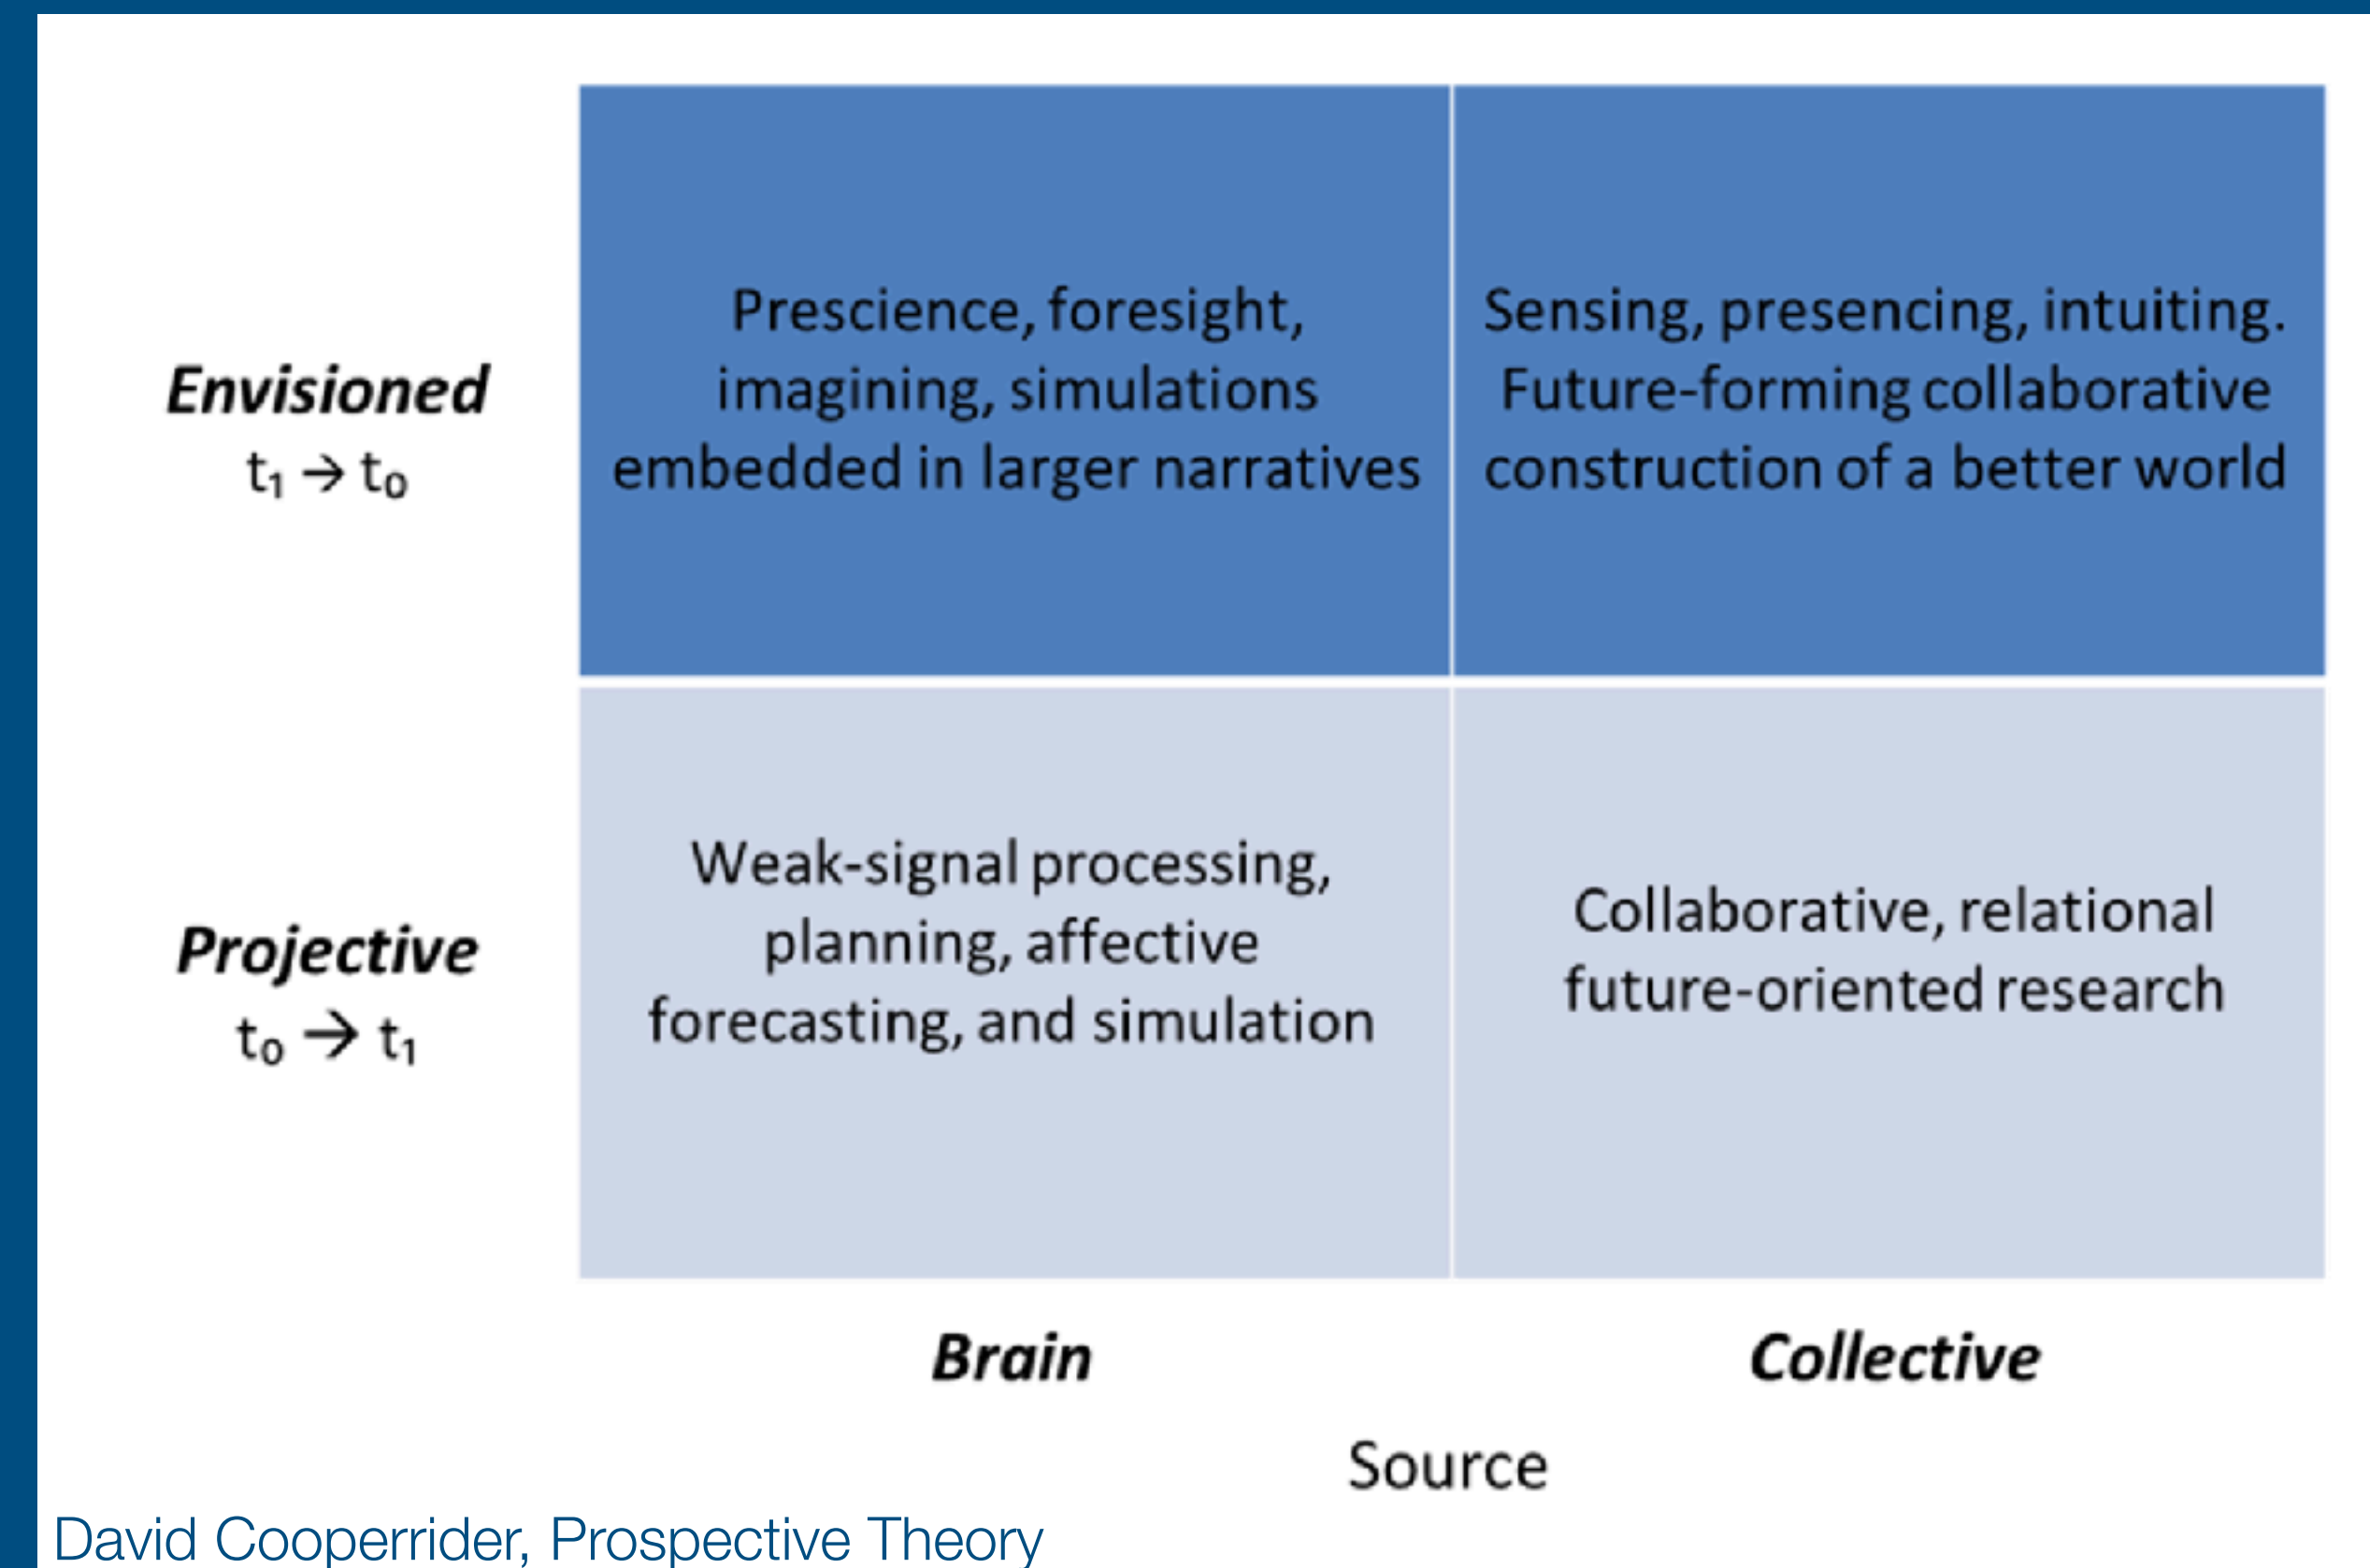 Envisioned
t₁ → t₀
Prescience, foresight,
imagining, simulations
embedded in larger narratives
Sensing, presencing, intuiting.
Future-forming collaborative
construction of a better world
Projective
t₀ → t₁
Weak-signal processing,
planning, affective
forecasting, and simulation
Collaborative, relational
future-oriented research
Brain
Collective
Source
David Cooperrider, Prospective Theory